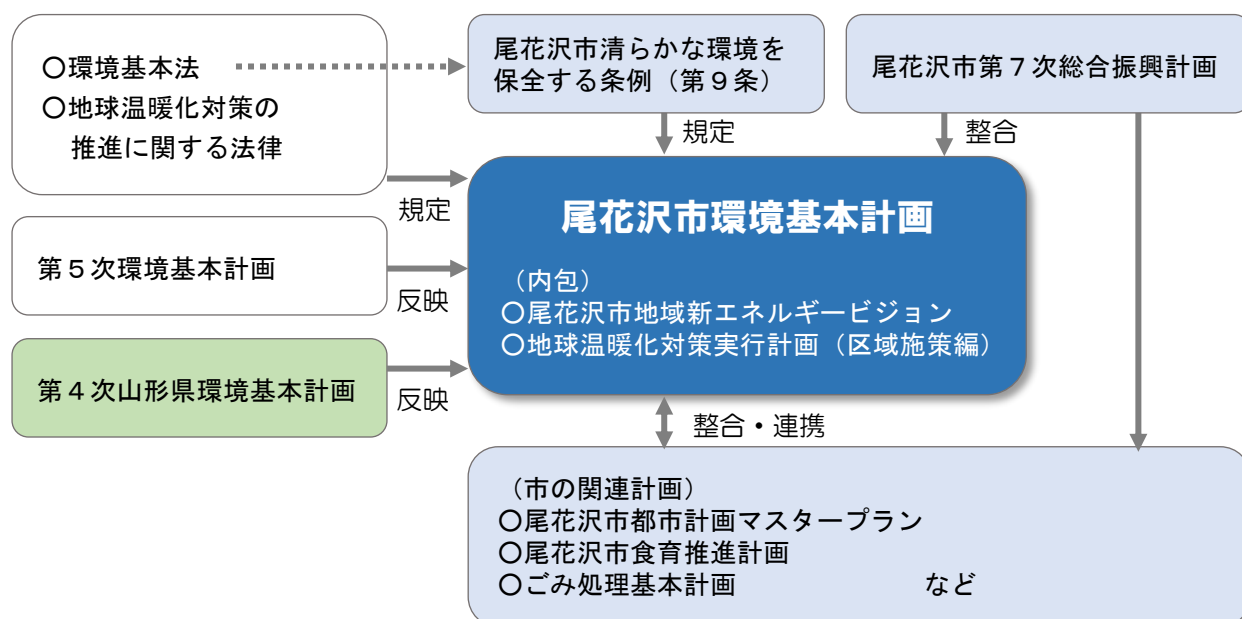 〇環境基本法
〇地球温暖化対策の
推進に関する法律
尾花沢市清らかな環境を
保全する条例（第９条）
尾花沢市第７次総合振興計画
規定
整合
規定
尾花沢市環境基本計画
（内包）
〇尾花沢市地域新エネルギービジョン
〇地球温暖化対策実行計画（区域施策編）
第５次環境基本計画
反映
第４次山形県環境基本計画
反映
整合・連携
（市の関連計画）
〇尾花沢市都市計画マスタープラン
〇尾花沢市食育推進計画
〇ごみ処理基本計画 など